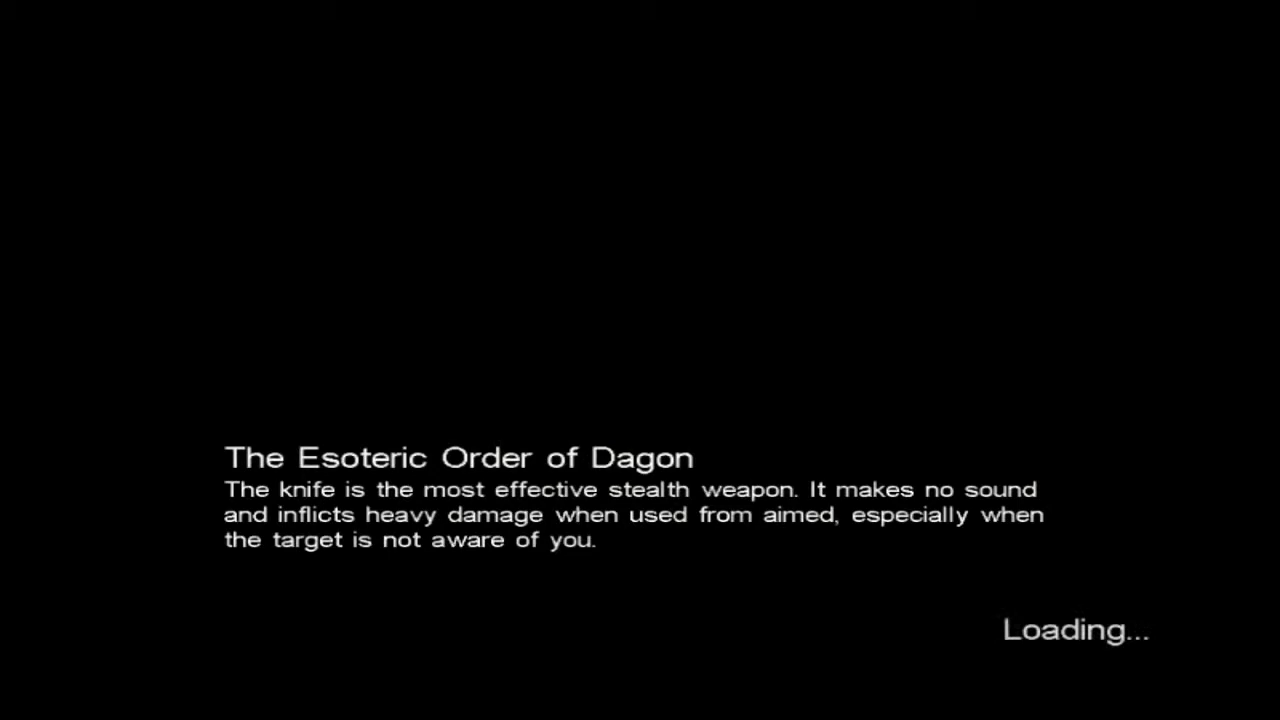 The Esoteric Order of Dagon
The knife is the most effective stealth weapon. It makes no sound
and inflicts heavy damage when used from aimed, especially when
the target is not aware of you.
Loading...